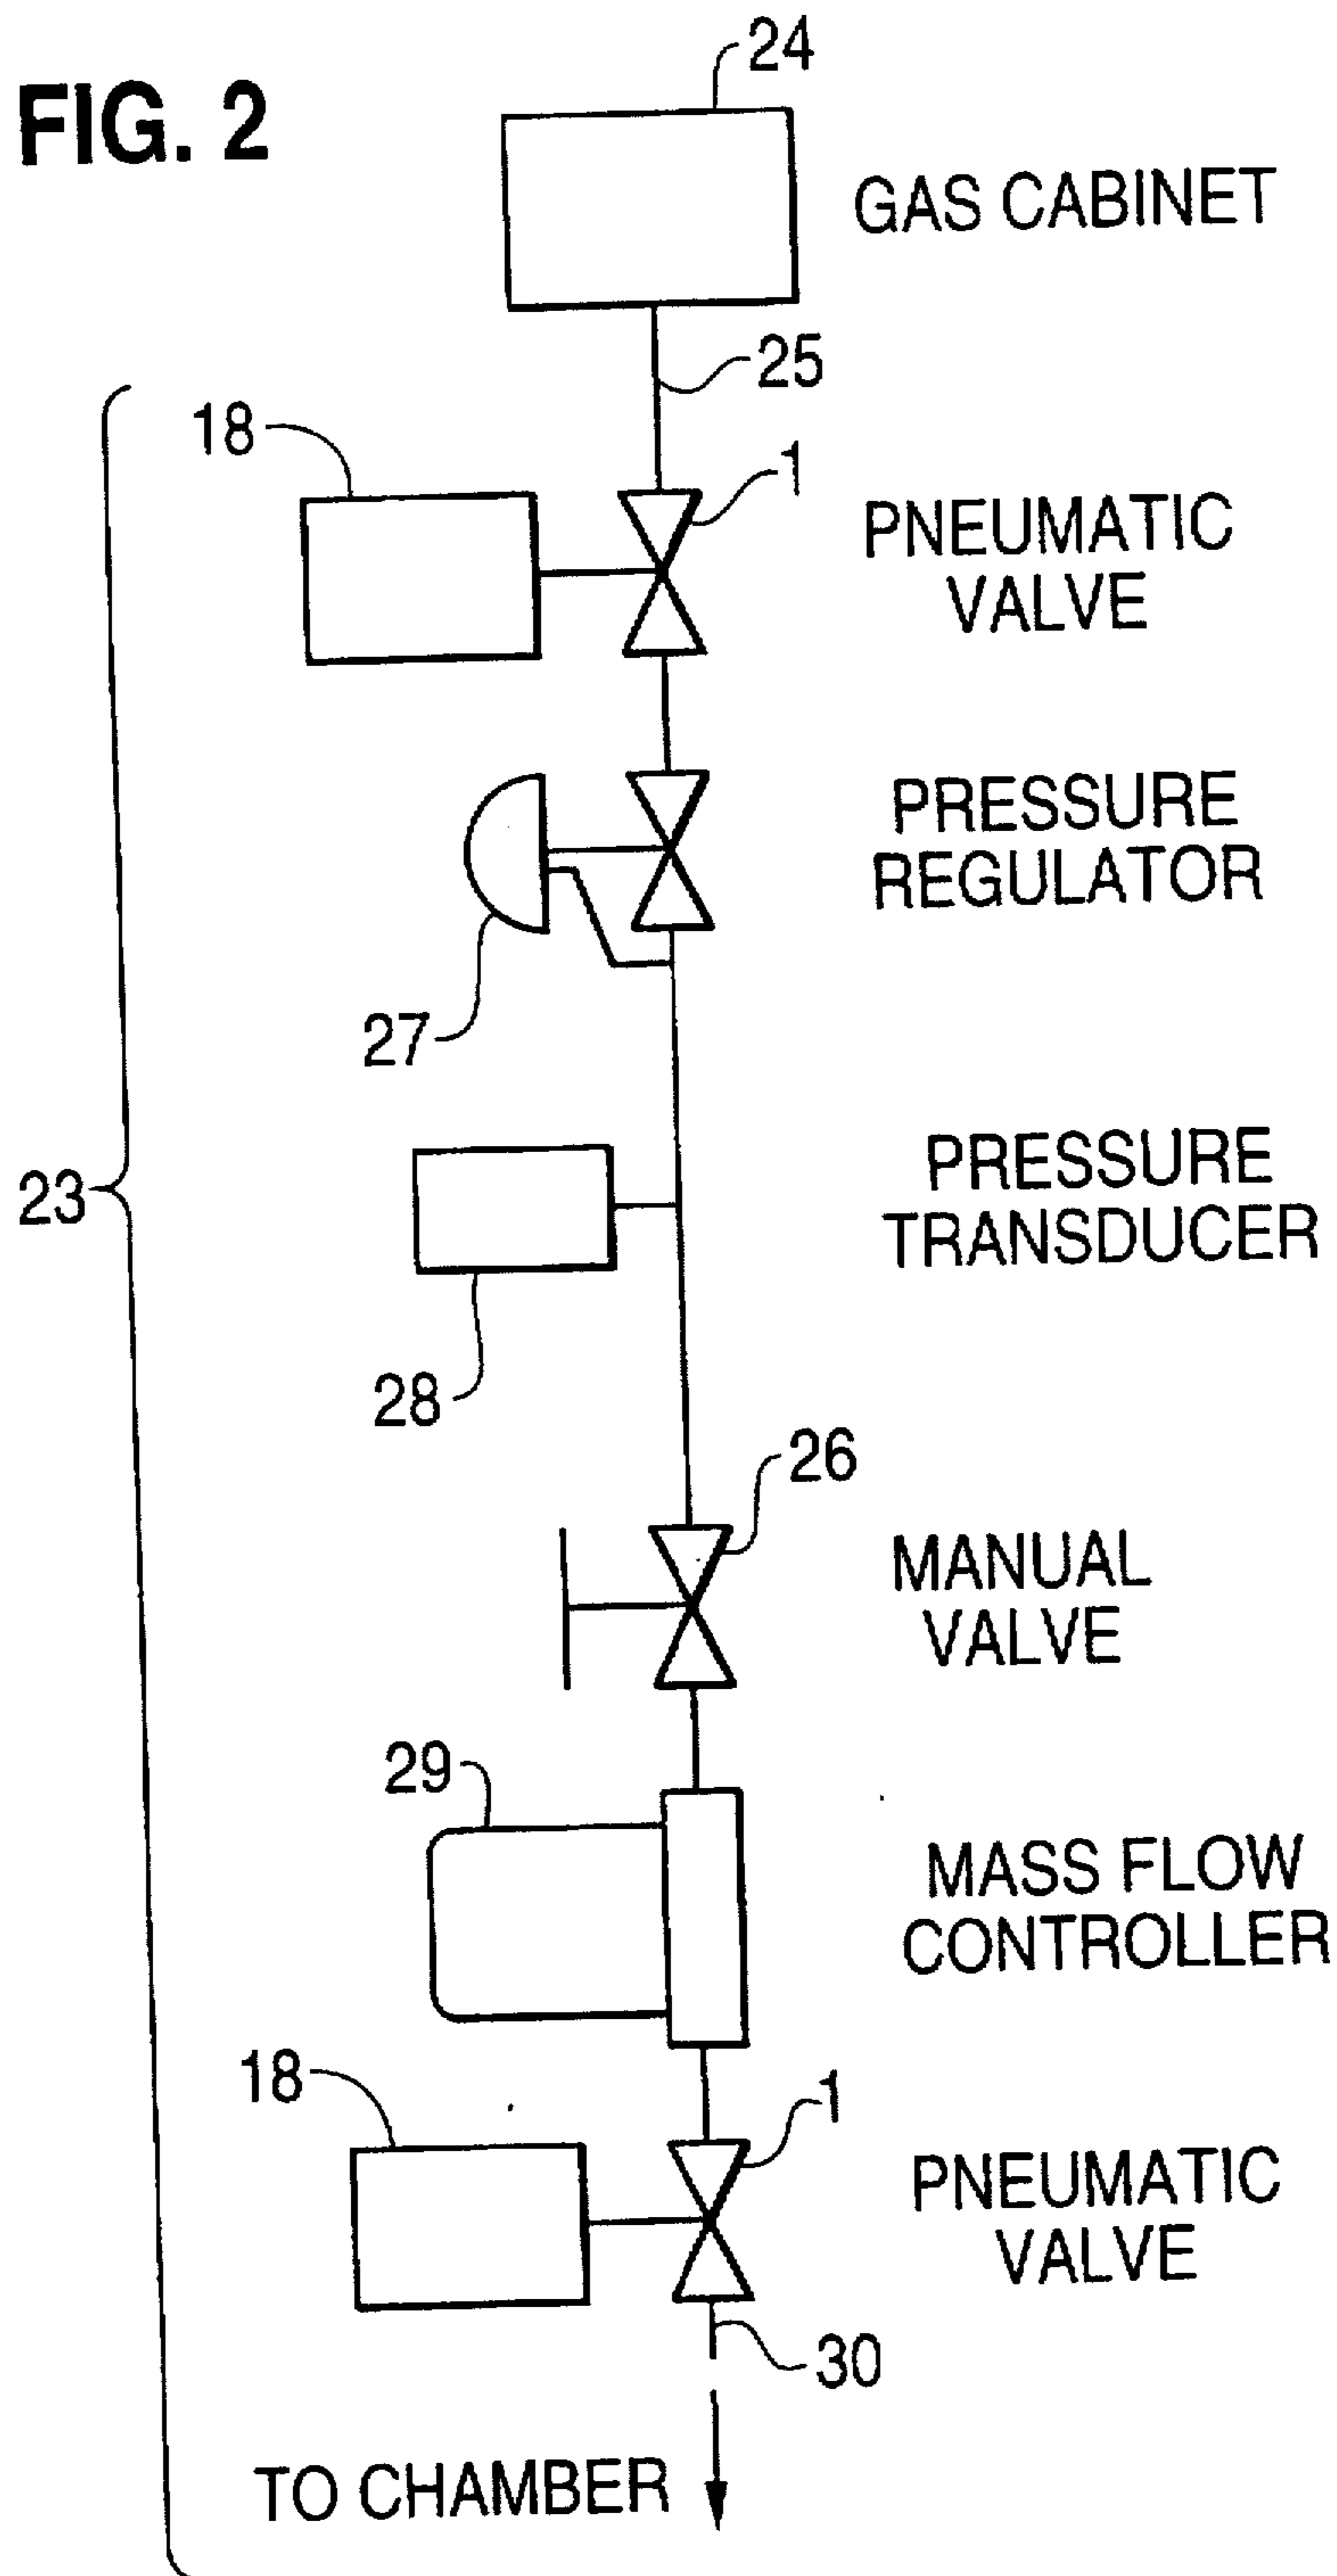 FIG. 2
24
GAS CABINET
25
18
1
PNEUMATIC
VALVE
PRESSURE
REGULATOR
27
23
PRESSURE
TRANSDUCER
28
26
MANUAL
VALVE
29
MASS FLOW
CONTROLLER
18
1
PNEUMATIC
VALVE
30
TO CHAMBER